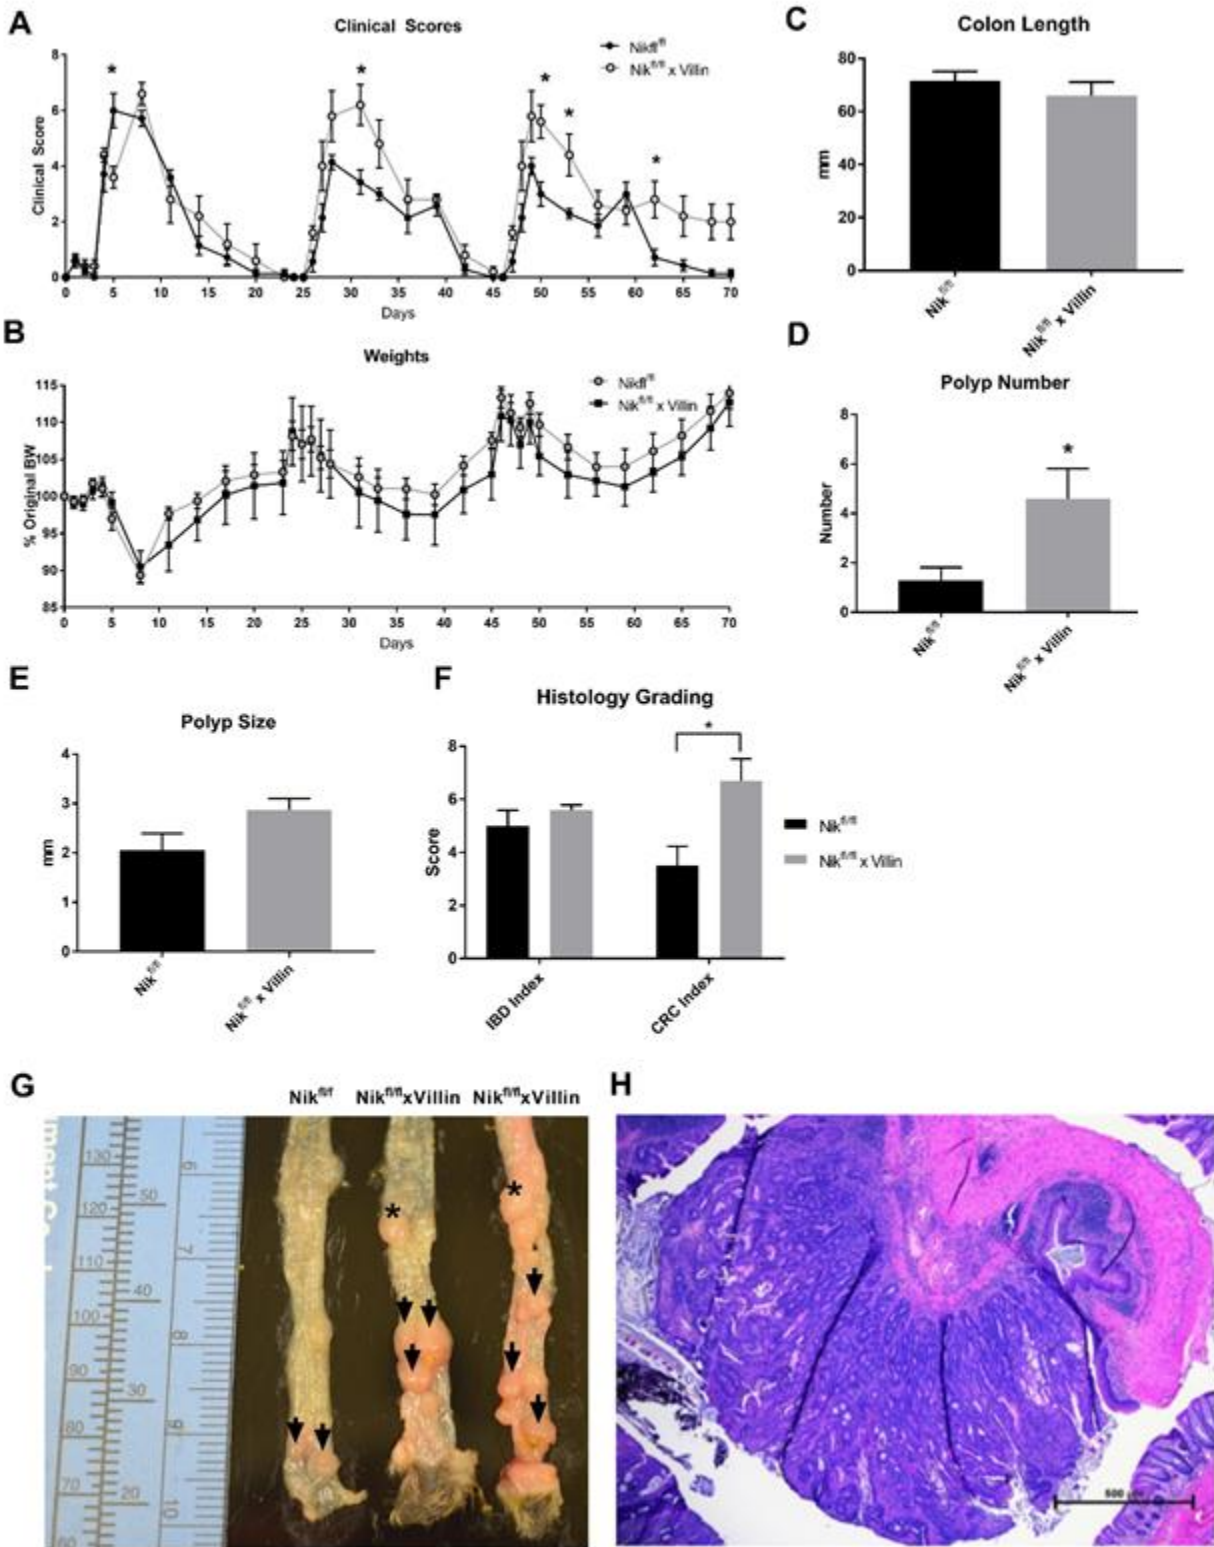 A
Clinical Scores
Nikfl^fl
Nik^fl/fl x Villin
* * * * *
Clinical Score
8
6
4
2
0
0 5 10 15 20 25 30 35 40 45 50 55 60 65 70
Days
B
Weights
Nikfl^fl
Nik^fl/fl x Villin
% Original BW
115
110
105
100
95
90
85
0 5 10 15 20 25 30 35 40 45 50 55 60 65 70
Days
C
Colon Length
mm
80
60
40
20
0
Nik^fl/fl
Nik^fl/fl x Villin
D
Polyp Number
Number
8
6
4
2
0
*
Nik^fl/fl
Nik^fl/fl x Villin
E
Polyp Size
mm
4
3
2
1
0
Nik^fl/fl
Nik^fl/fl x Villin
F
Histology Grading
Score
8
6
4
2
0
*
IBD Index
CRC Index
Nik^fl/fl
Nik^fl/fl x Villin
G
Nik^fl/f Nik^fl/fl xVillin Nik^fl/fl xVillin
130
120
110
100
90
80
70
50
40
30
20
6
7
8
9
10
* *
H